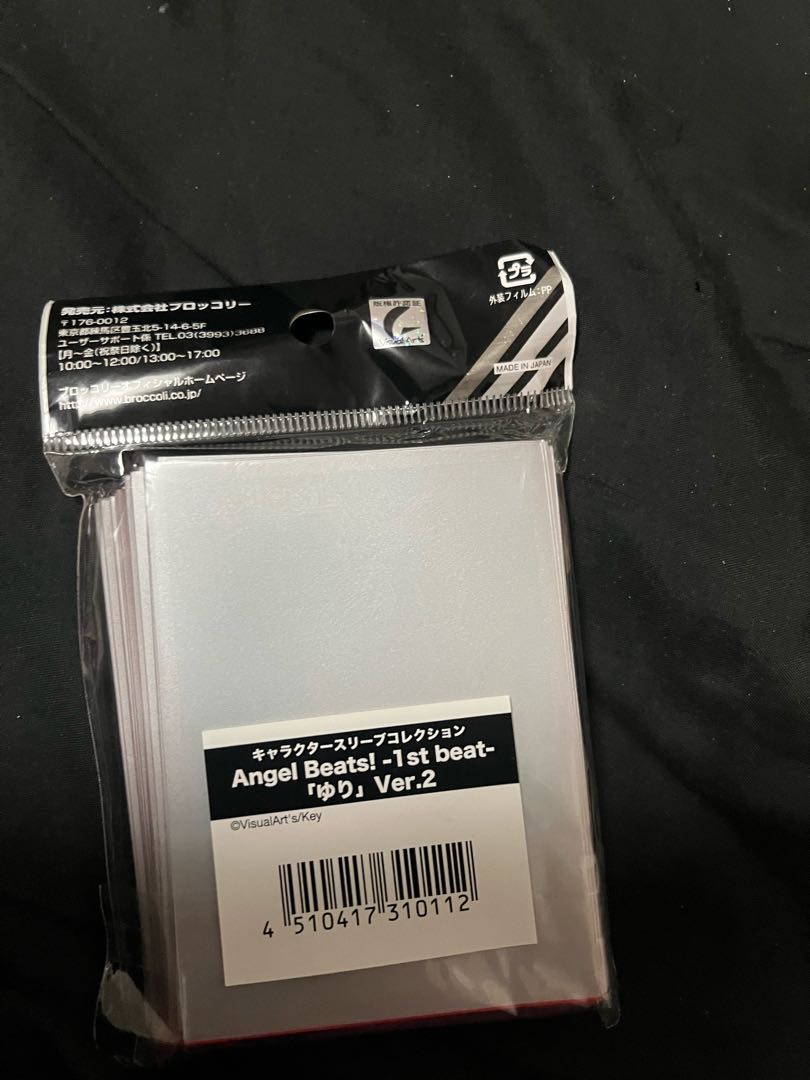 発売元:株式会社ブロッコリー
〒176-0012
東京都練馬区豊玉北5-14-6-5F
ユーザーサポート係 TEL.03(3993)3688
【月〜金(祝祭日除く)】
10:00〜12:00/13:00〜17:00
ブロッコリーオフィシャルホームページ
http://www.broccoli.co.jp/
版権許諾証
Visual Art's
プラ
外装フィルム:PP
MADE IN JAPAN
キャラクタースリーブコレクション
Angel Beats! -1st beat-
「ゆり」Ver.2
©VisualArt's/Key
4 510417 310112